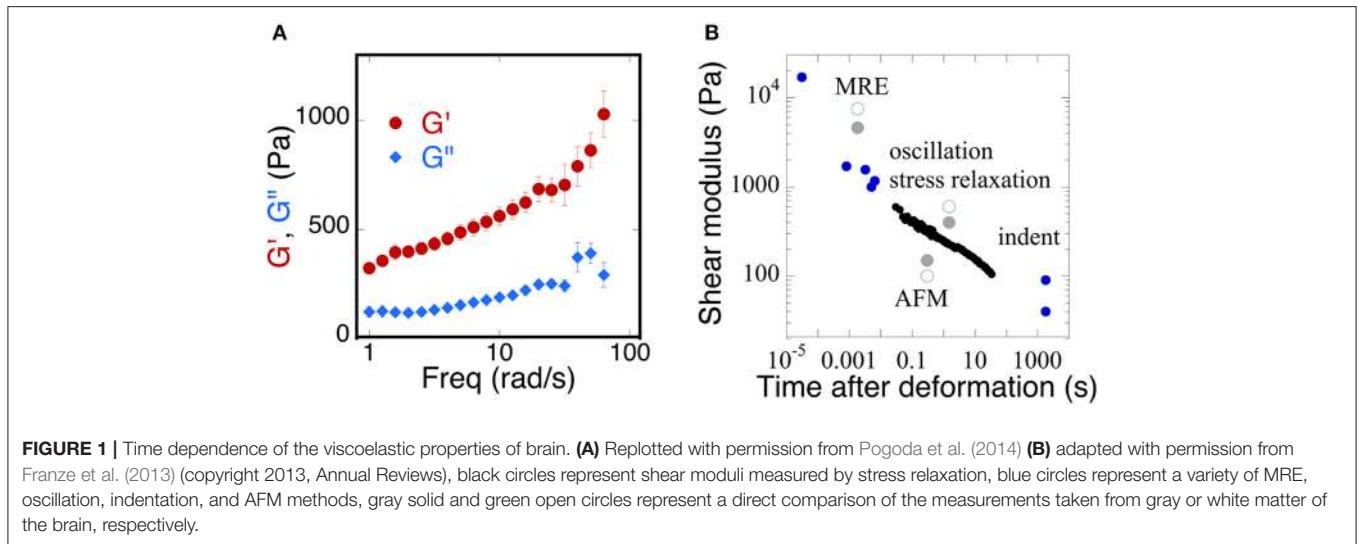 A
G', G'' (Pa)
1000
500
0
G'
G''
1
10
100
Freq (rad/s)
B
Shear modulus (Pa)
10⁴
1000
100
MRE
oscillation
stress relaxation
indent
AFM
10⁻⁵
0.001
0.1
10
1000
Time after deformation (s)
FIGURE 1 | Time dependence of the viscoelastic properties of brain. (A) Replotted with permission from Pogoda et al. (2014) (B) adapted with permission from
Franze et al. (2013) (copyright 2013, Annual Reviews), black circles represent shear moduli measured by stress relaxation, blue circles represent a variety of MRE,
oscillation, indentation, and AFM methods, gray solid and green open circles represent a direct comparison of the measurements taken from gray or white matter of
the brain, respectively.